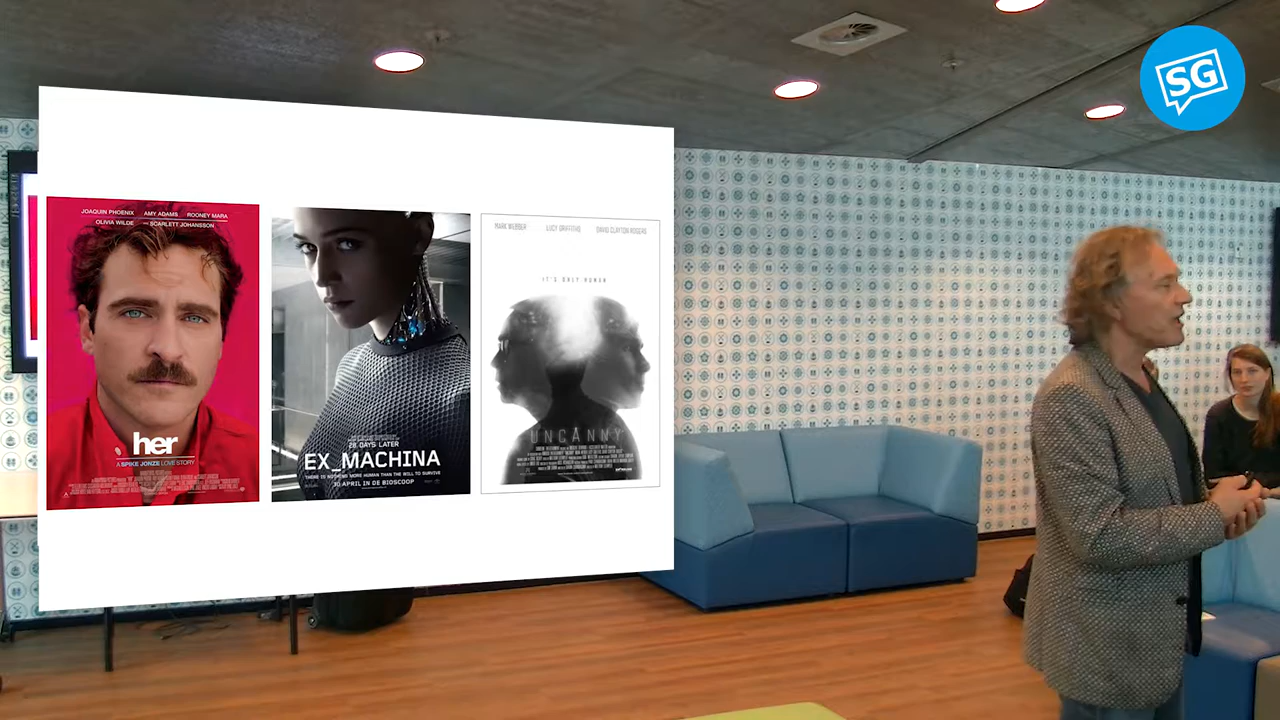 SG
JOAQUIN PHOENIX AMY ADAMS ROONEY MARA
OLIVIA WILDE AND SCARLETT JOHANSSON
her
A SPIKE JONZE LOVE STORY
28 DAYS LATER
EX_MACHINA
THERE IS NOTHING MORE HUMAN THAN THE WILL TO SURVIVE
30 APRIL IN DE BIOSCOOP
MARK WEBBER LUCY GRIFFITHS DAVID CLAYTON ROGERS
IT'S ONLY HUMAN
UNCANNY